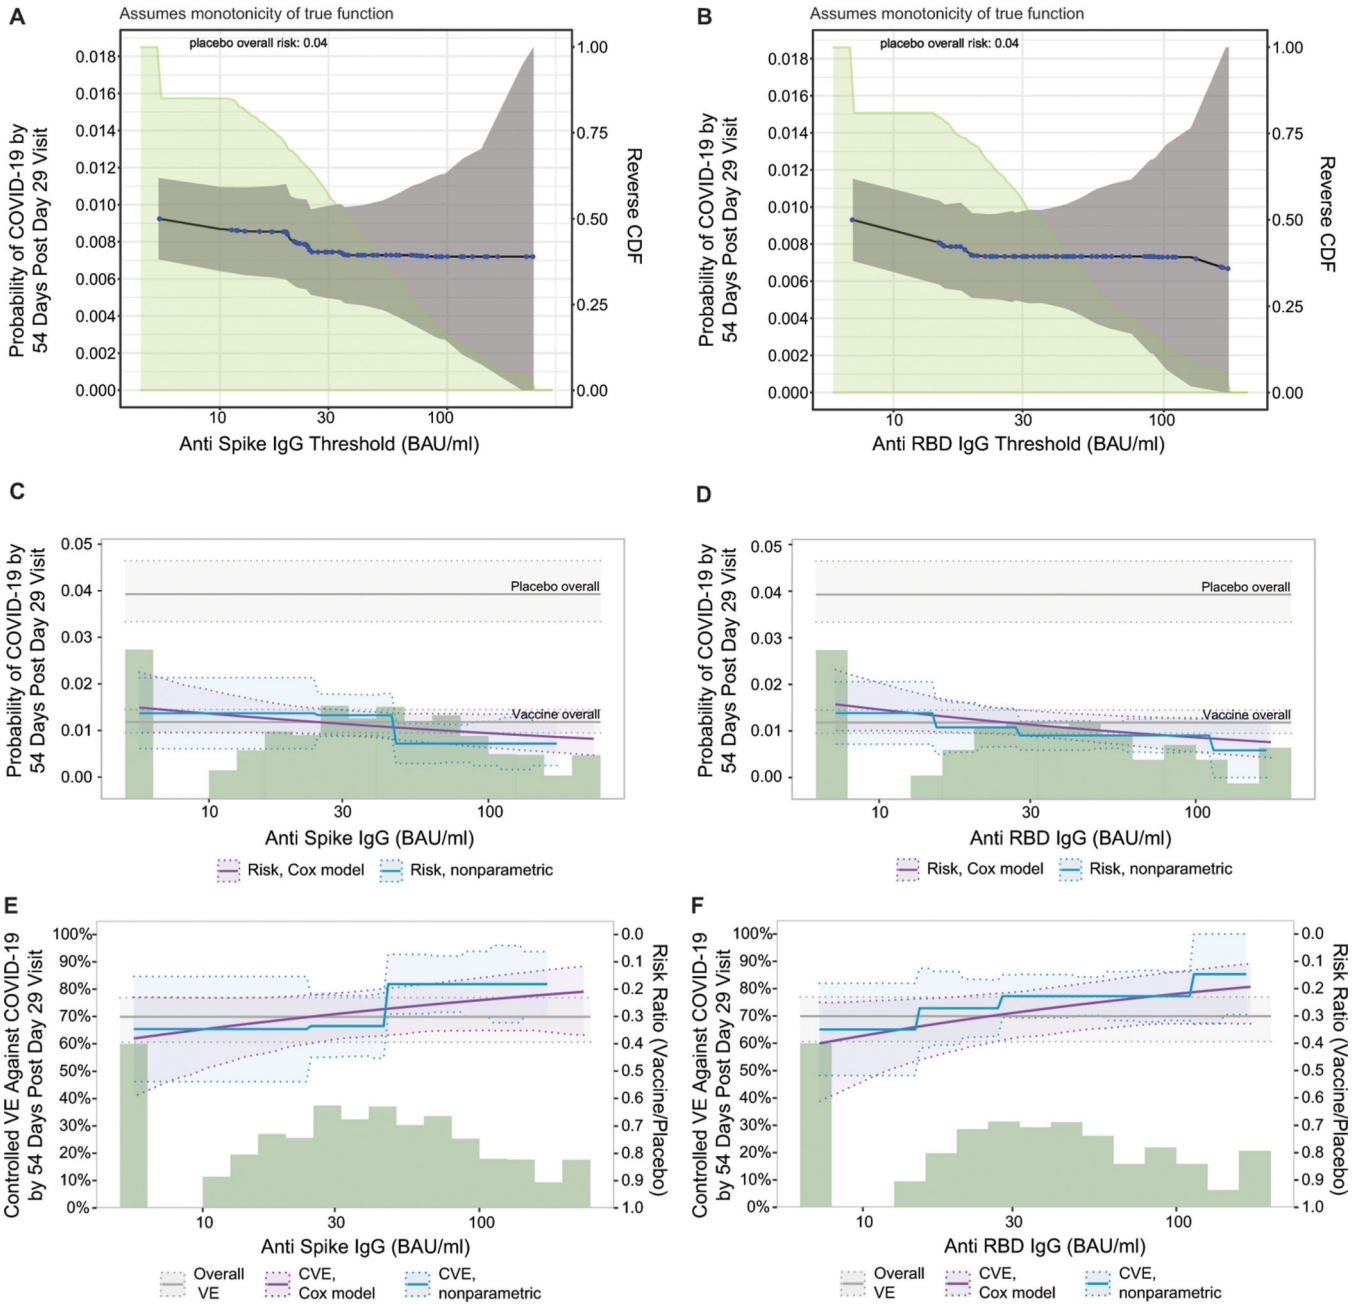 A
Assumes monotonicity of true function
placebo overall risk: 0.04
Probability of COVID-19 by
54 Days Post Day 29 Visit
0.018
0.016
0.014
0.012
0.010
0.008
0.006
0.004
0.002
0.000
1.00
0.75
0.50
0.25
0.00
Reverse CDF
10
30
100
Anti Spike IgG Threshold (BAU/ml)
B
Assumes monotonicity of true function
placebo overall risk: 0.04
Probability of COVID-19 by
54 Days Post Day 29 Visit
0.018
0.016
0.014
0.012
0.010
0.008
0.006
0.004
0.002
0.000
1.00
0.75
0.50
0.25
0.00
Reverse CDF
10
30
100
Anti RBD IgG Threshold (BAU/ml)
C
Probability of COVID-19 by
54 Days Post Day 29 Visit
0.05
0.04
0.03
0.02
0.01
0.00
Placebo overall
Vaccine overall
10
30
100
Anti Spike IgG (BAU/ml)
Risk, Cox model
Risk, nonparametric
D
Probability of COVID-19 by
54 Days Post Day 29 Visit
0.05
0.04
0.03
0.02
0.01
0.00
Placebo overall
Vaccine overall
10
30
100
Anti RBD IgG (BAU/ml)
Risk, Cox model
Risk, nonparametric
E
Controlled VE Against COVID-19
by 54 Days Post Day 29 Visit
100%
90%
80%
70%
60%
50%
40%
30%
20%
10%
0%
0.0
0.1
0.2
0.3
0.4
0.5
0.6
0.7
0.8
0.9
1.0
Risk Ratio (Vaccine/Placebo)
10
30
100
Anti Spike IgG (BAU/ml)
Overall
VE
CVE,
Cox model
CVE,
nonparametric
F
Controlled VE Against COVID-19
by 54 Days Post Day 29 Visit
100%
90%
80%
70%
60%
50%
40%
30%
20%
10%
0%
0.0
0.1
0.2
0.3
0.4
0.5
0.6
0.7
0.8
0.9
1.0
Risk Ratio (Vaccine/Placebo)
10
30
100
Anti RBD IgG (BAU/ml)
Overall
VE
CVE,
Cox model
CVE,
nonparametric